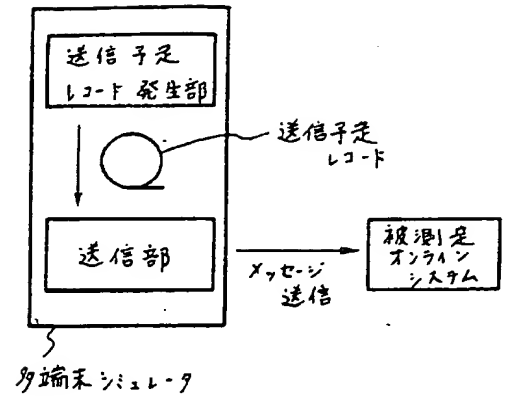 送信予定
レコード発生部
送信予定
レコード
送信部
メッセージ
送信
被測定
オンライン
システム
多端末シミュレータ